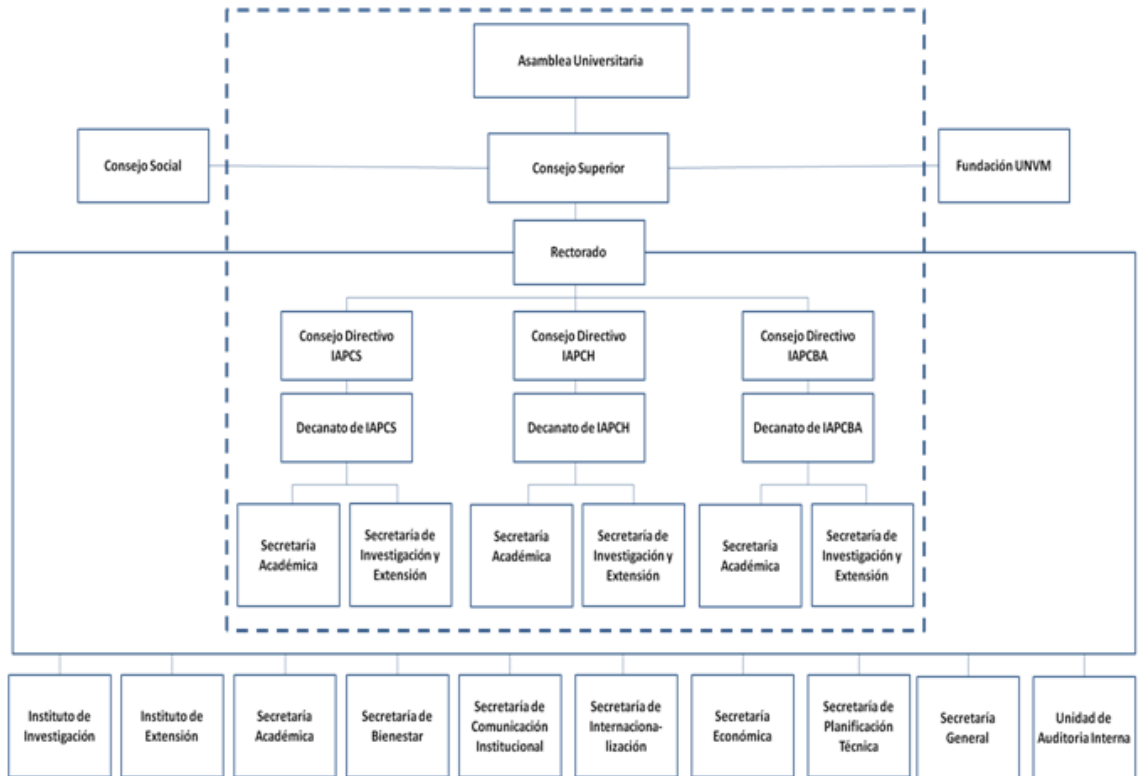 Asamblea Universitaria
Consejo Social
Consejo Superior
Fundación UNVM
Rectorado
Consejo Directivo
IAPCS
Consejo Directivo
IAPCH
Consejo Directivo
IAPCBA
Decanato de IAPCS
Decanato de IAPCH
Decanato de IAPCBA
Secretaría
Académica
Secretaría de
Investigación y
Extensión
Secretaría
Académica
Secretaría de
Investigación y
Extensión
Secretaría
Académica
Secretaría de
Investigación y
Extensión
Instituto de
Investigación
Instituto de
Extensión
Secretaría
Académica
Secretaría de
Bienestar
Secretaría de
Comunicación
Institucional
Secretaría de
Internaciona-
lización
Secretaría
Económica
Secretaría de
Planificación
Técnica
Secretaría
General
Unidad de
Auditoria Interna